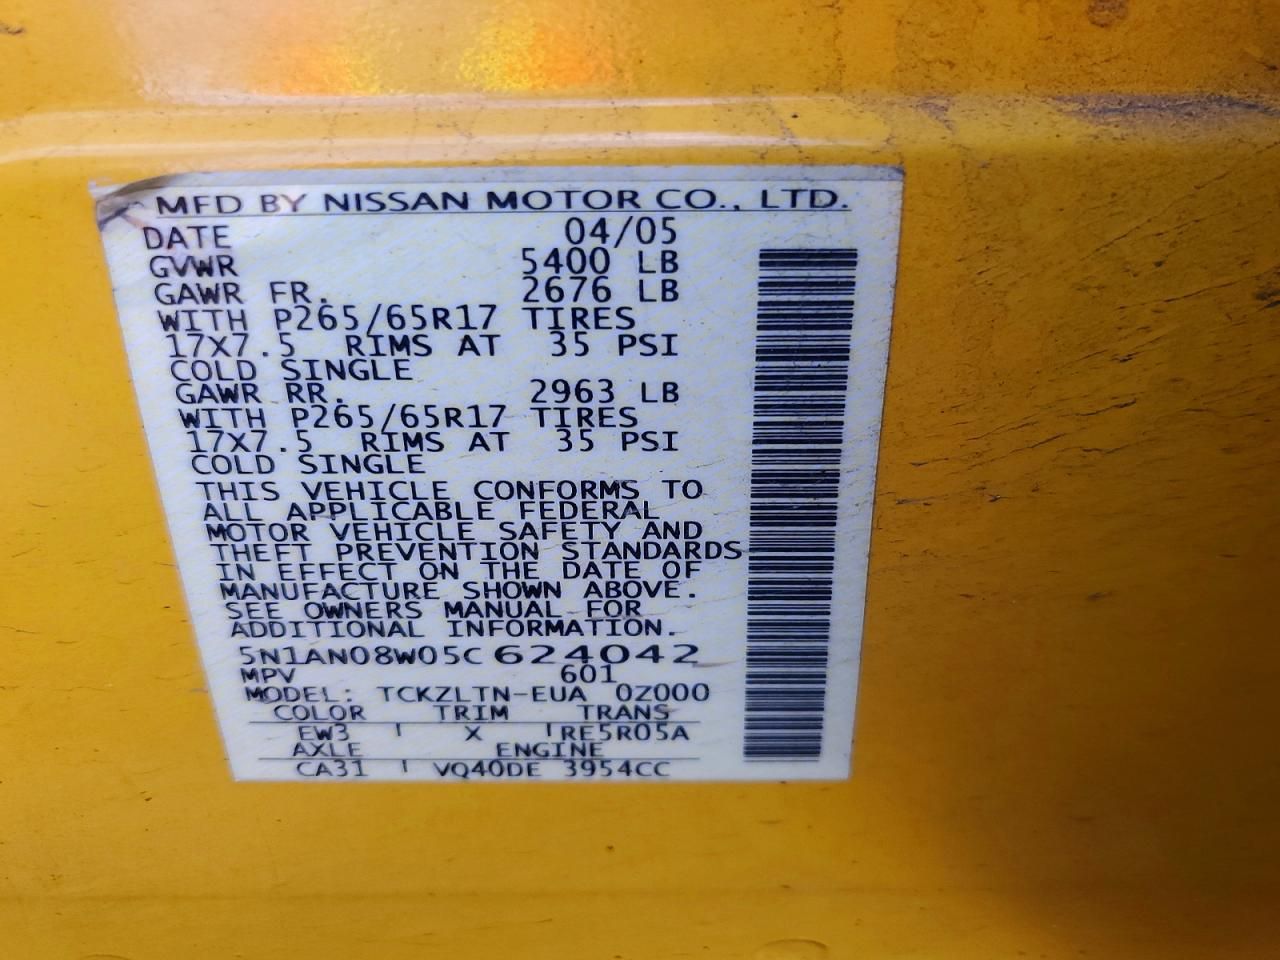 MFD BY NISSAN MOTOR CO., LTD.
DATE 04/05
GVWR 5400 LB
GAWR FR. 2676 LB
WITH P265/65R17 TIRES
17X7.5 RIMS AT 35 PSI
COLD SINGLE
GAWR RR. 2963 LB
WITH P265/65R17 TIRES
17X7.5 RIMS AT 35 PSI
COLD SINGLE
THIS VEHICLE CONFORMS TO
ALL APPLICABLE FEDERAL
MOTOR VEHICLE SAFETY AND
THEFT PREVENTION STANDARDS
IN EFFECT ON THE DATE OF
MANUFACTURE SHOWN ABOVE.
SEE OWNERS MANUAL FOR
ADDITIONAL INFORMATION.
5N1AN08W05C624042
MPV 601
MODEL: TCKZLTN-EUA 0Z000
COLOR TRIM TRANS
EW3 X RE5R05A
AXLE ENGINE
CA31 VQ40DE 3954CC